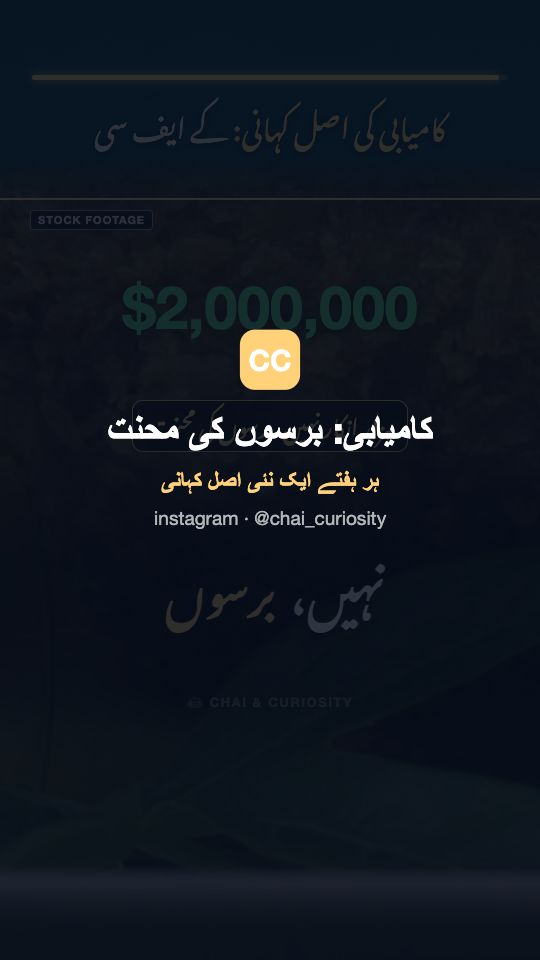 کامیابی کی اصل کہانی: کے ایف سی
STOCK FOOTAGE
$2,000,000
CC
کامیابی: برسوں کی محنت
ہر ہفتے ایک نئی اصل کہانی
instagram · @chai_curiosity
نہیں، برسوں
CHAI & CURIOSITY